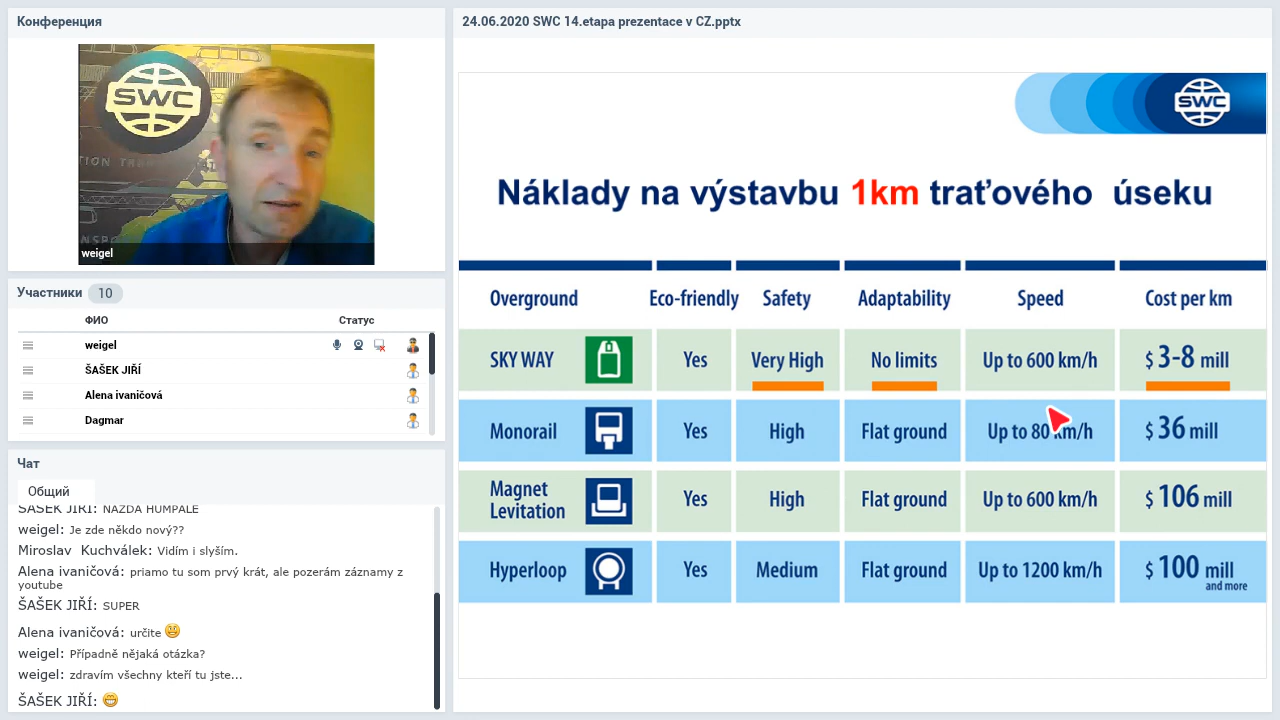 Конференция
SWC
weigel
Участники 10
ФИО Статус
weigel
ŠAŠEK JIŘÍ
Alena ivaničová
Dagmar
Чат
Общий
ŠAŠEK JIŘÍ: NAZDA HUMPALE
weigel: Je zde někdo nový??
Miroslav Kuchválek: Vidím i slyším.
Alena ivaničová: priamo tu som prvý krát, ale pozerám záznamy z
youtube
ŠAŠEK JIŘÍ: SUPER
Alena ivaničová: určite
weigel: Případně nějaká otázka?
weigel: zdravím všechny kteří tu jste...
ŠAŠEK JIŘÍ:
24.06.2020 SWC 14.etapa prezentace v CZ.pptx
SWC
Náklady na výstavbu 1km traťového úseku
Overground Eco-friendly Safety Adaptability Speed Cost per km
SKY WAY Yes Very High No limits Up to 600 km/h $ 3-8 mill
Monorail Yes High Flat ground Up to 80 km/h $ 36 mill
Magnet
Levitation Yes High Flat ground Up to 600 km/h $ 106 mill
Hyperloop Yes Medium Flat ground Up to 1200 km/h $ 100 mill
and more